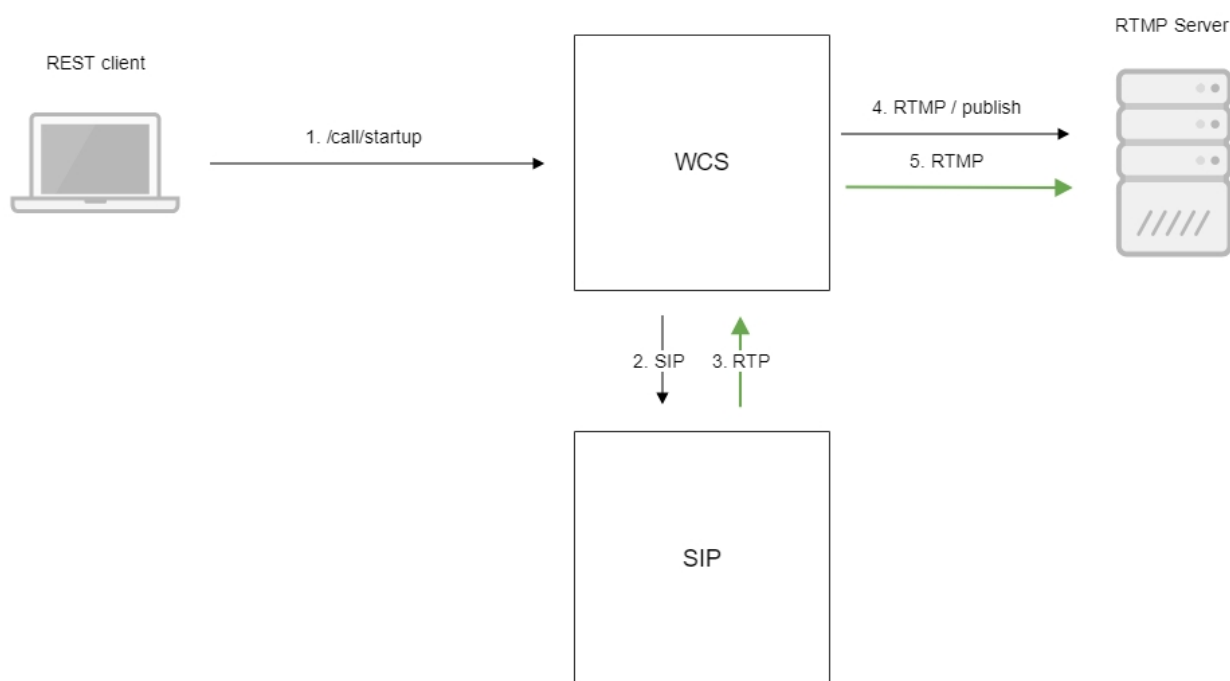 RTMP Server
REST client
4. RTMP / publish
1. /call/startup
WCS
5. RTMP
2. SIP
3. RTP
SIP